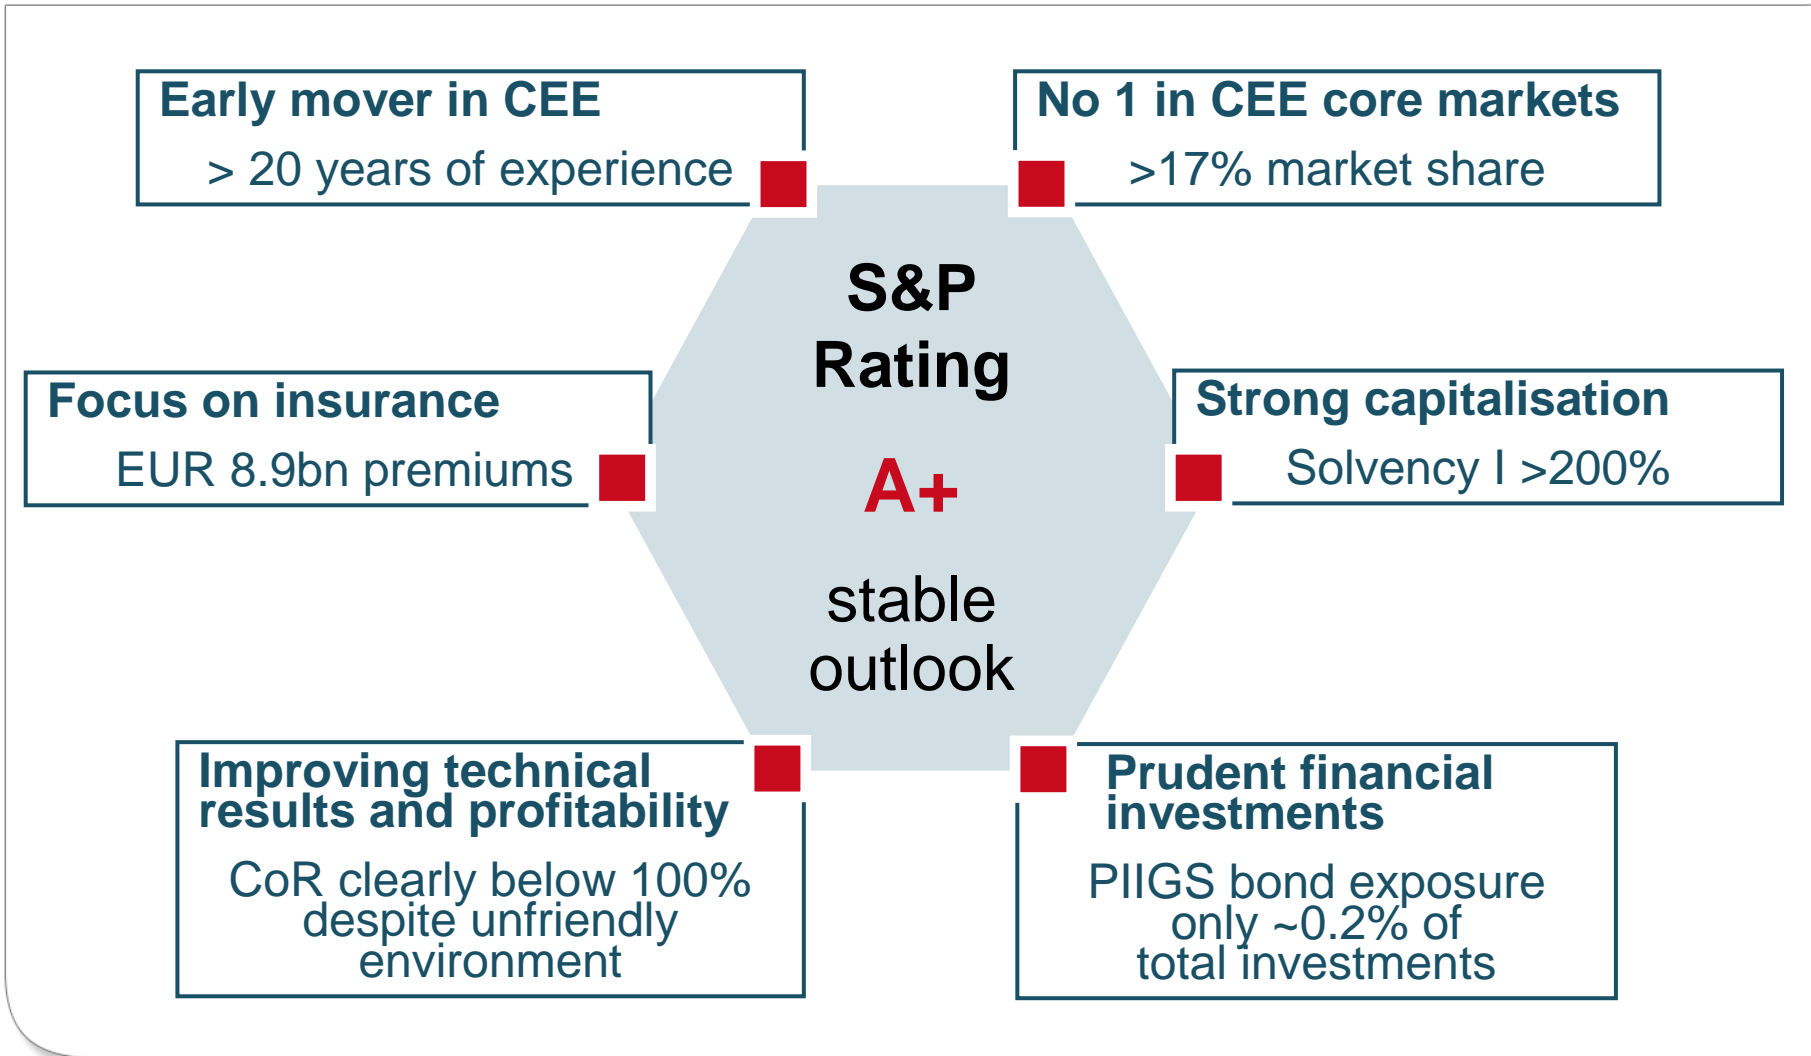 Early mover in CEE
> 20 years of experience
No 1 in CEE core markets
>17% market share
S&P
Rating
A+
stable
outlook
Focus on insurance
EUR 8.9bn premiums
Strong capitalisation
Solvency I >200%
Improving technical
results and profitability
CoR clearly below 100%
despite unfriendly
environment
Prudent financial
investments
PIIGS bond exposure
only ~0.2% of
total investments